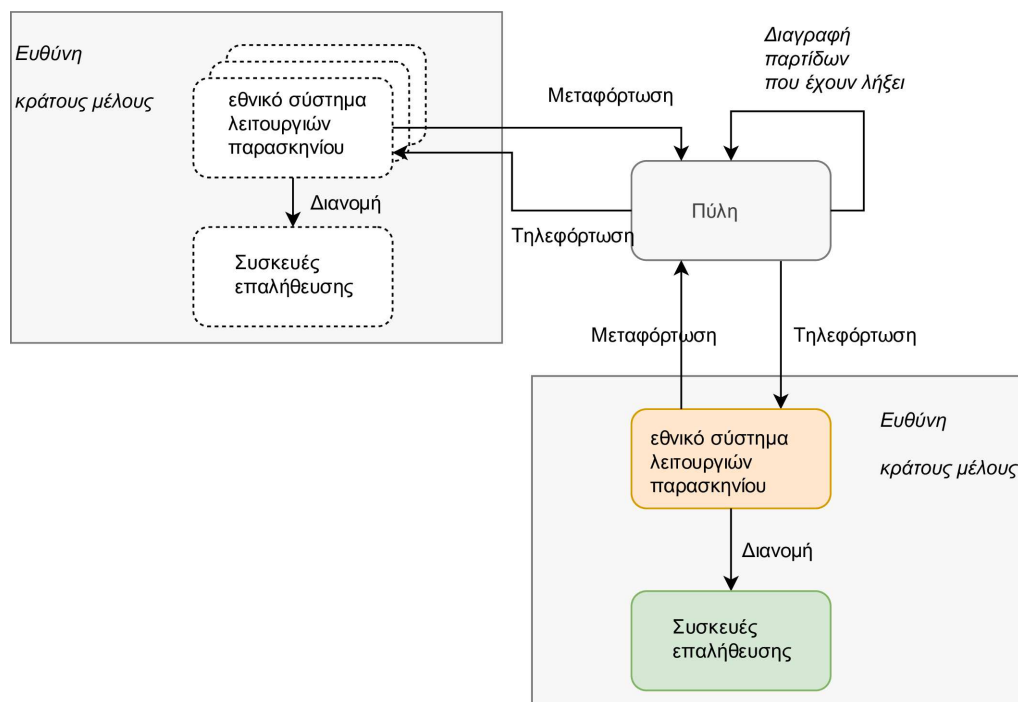 Ευθύνη
κράτους μέλους
εθνικό σύστημα
λειτουργιών
παρασκηνίου
Διανομή
Συσκευές
επαλήθευσης
Μεταφόρτωση
Τηλεφόρτωση
Διαγραφή
παρτίδων
που έχουν λήξει
Πύλη
Μεταφόρτωση
Τηλεφόρτωση
εθνικό σύστημα
λειτουργιών
παρασκηνίου
Ευθύνη
κράτους μέλους
Διανομή
Συσκευές
επαλήθευσης